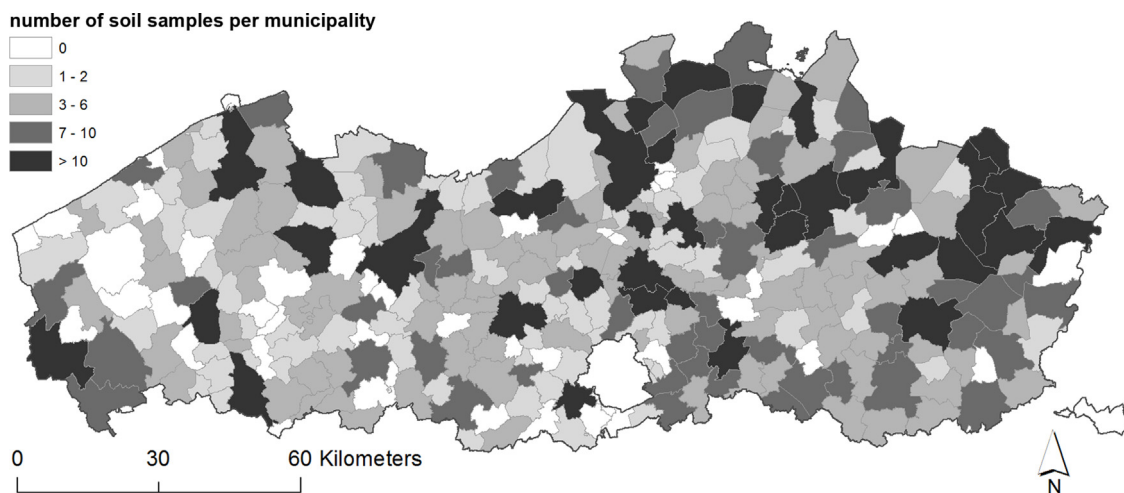 number of soil samples per municipality
0
1 - 2
3 - 6
7 - 10
> 10
0 30 60 Kilometers
N